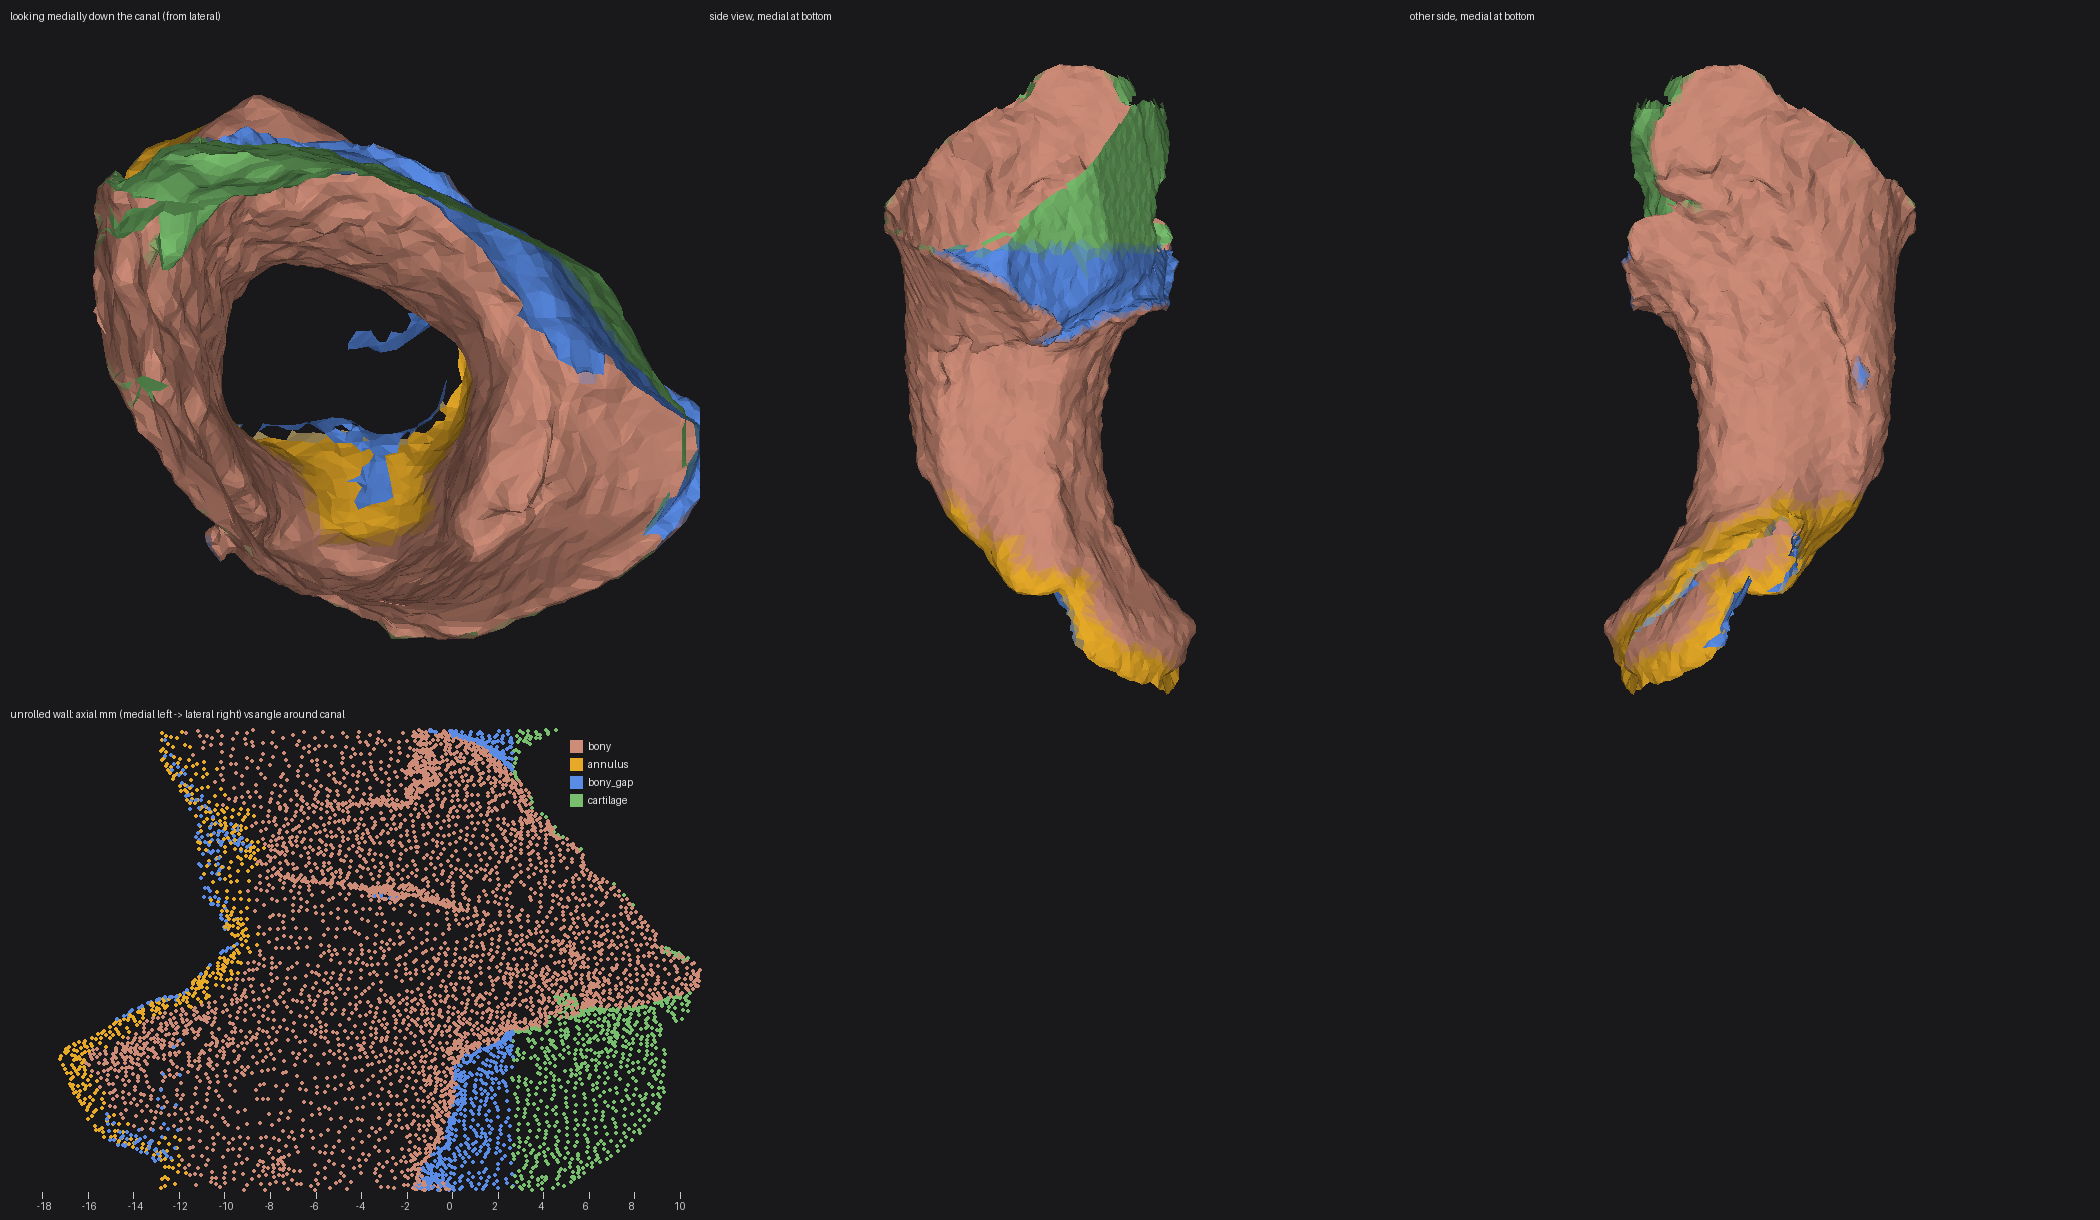 looking medially down the canal (from lateral)
side view, medial at bottom
other side, medial at bottom
unrolled wall: axial mm (medial left -> lateral right) vs angle around canal
bony
annulus
bony_gap
cartilage
-18 -16 -14 -12 -10 -8 -6 -4 -2 0 2 4 6 8 10